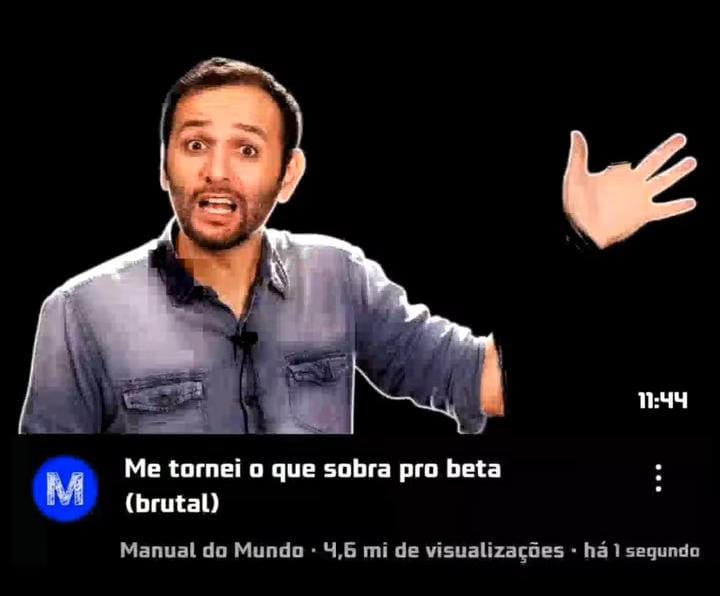 11:44
M
Me tornei o que sobra pro beta
(brutal)
Manual do Mundo · 4,6 mi de visualizações · há 1 segundo